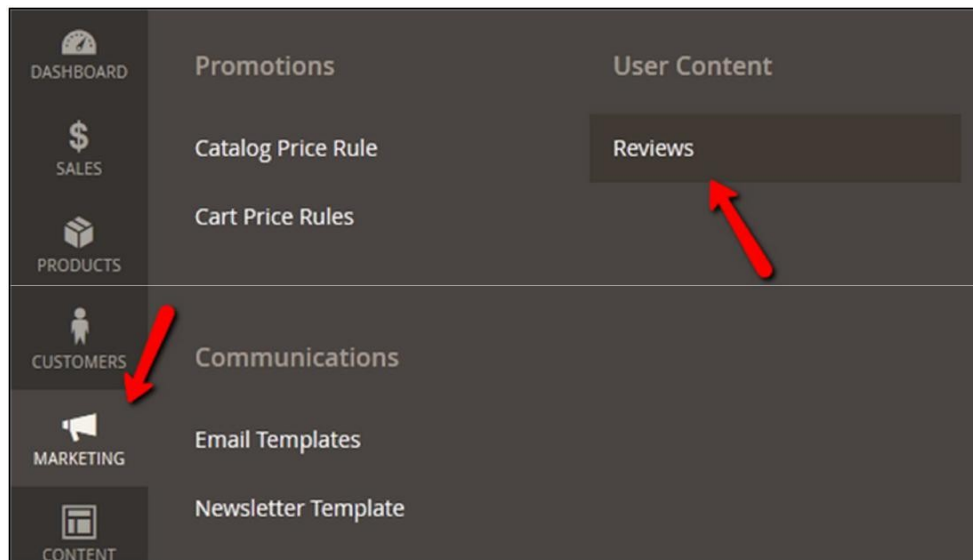 DASHBOARD
SALES
PRODUCTS
CUSTOMERS
MARKETING
CONTENT
Promotions
Catalog Price Rule
Cart Price Rules
Communications
Email Templates
Newsletter Template
User Content
Reviews